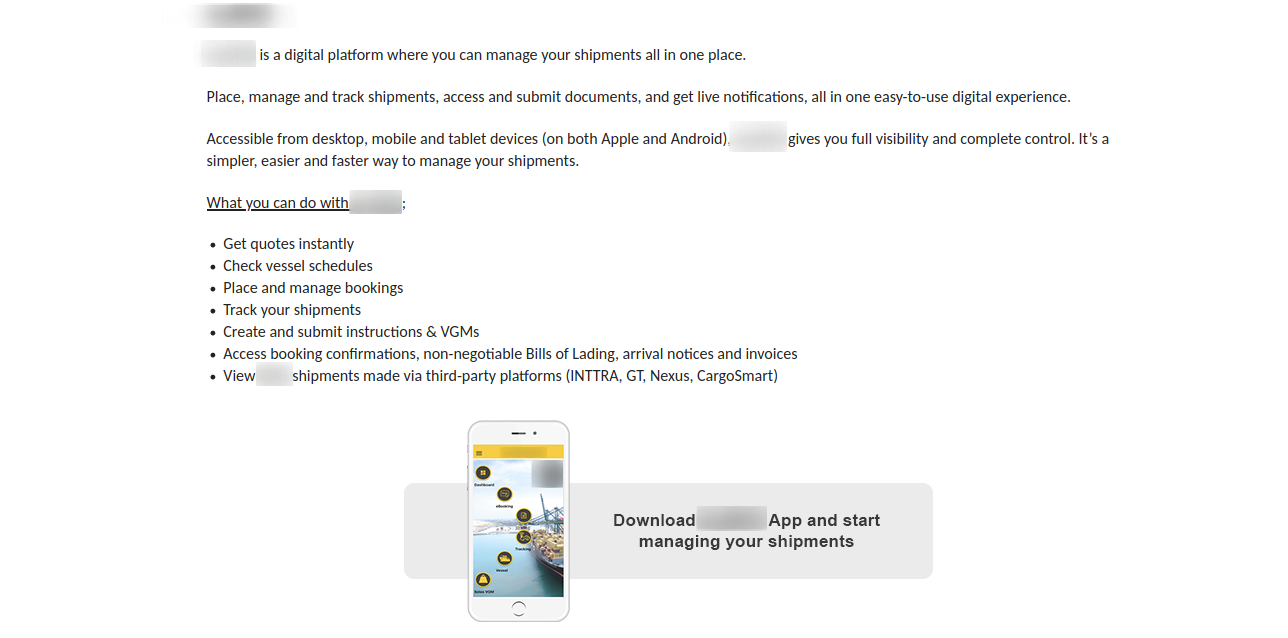 is a digital platform where you can manage your shipments all in one place.
Place, manage and track shipments, access and submit documents, and get live notifications, all in one easy-to-use digital experience.
Accessible from desktop, mobile and tablet devices (on both Apple and Android), gives you full visibility and complete control. It's a
simpler, easier and faster way to manage your shipments.
What you can do with ;
• Get quotes instantly
• Check vessel schedules
• Place and manage bookings
• Track your shipments
• Create and submit instructions & VGMs
• Access booking confirmations, non-negotiable Bills of Lading, arrival notices and invoices
• View shipments made via third-party platforms (INTTRA, GT, Nexus, CargoSmart)
Dashboard
eBooking
Tracking
Vessel
Solas VGM
Download App and start
managing your shipments